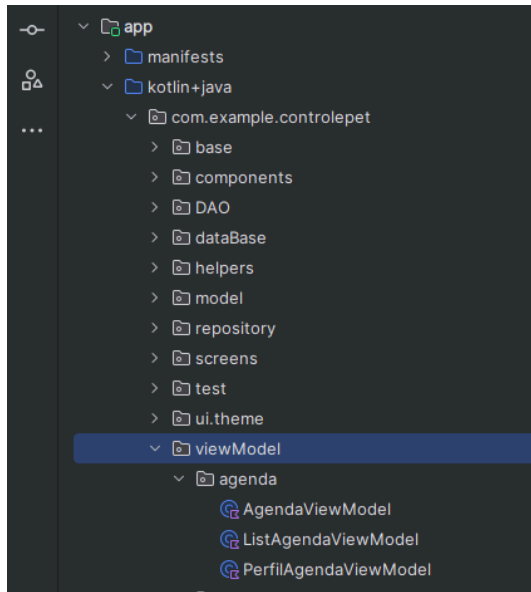 app
manifests
kotlin+java
com.example.controlepet
base
components
DAO
dataBase
helpers
model
repository
screens
test
ui.theme
viewModel
agenda
AgendaViewModel
ListAgendaViewModel
PerfilAgendaViewModel